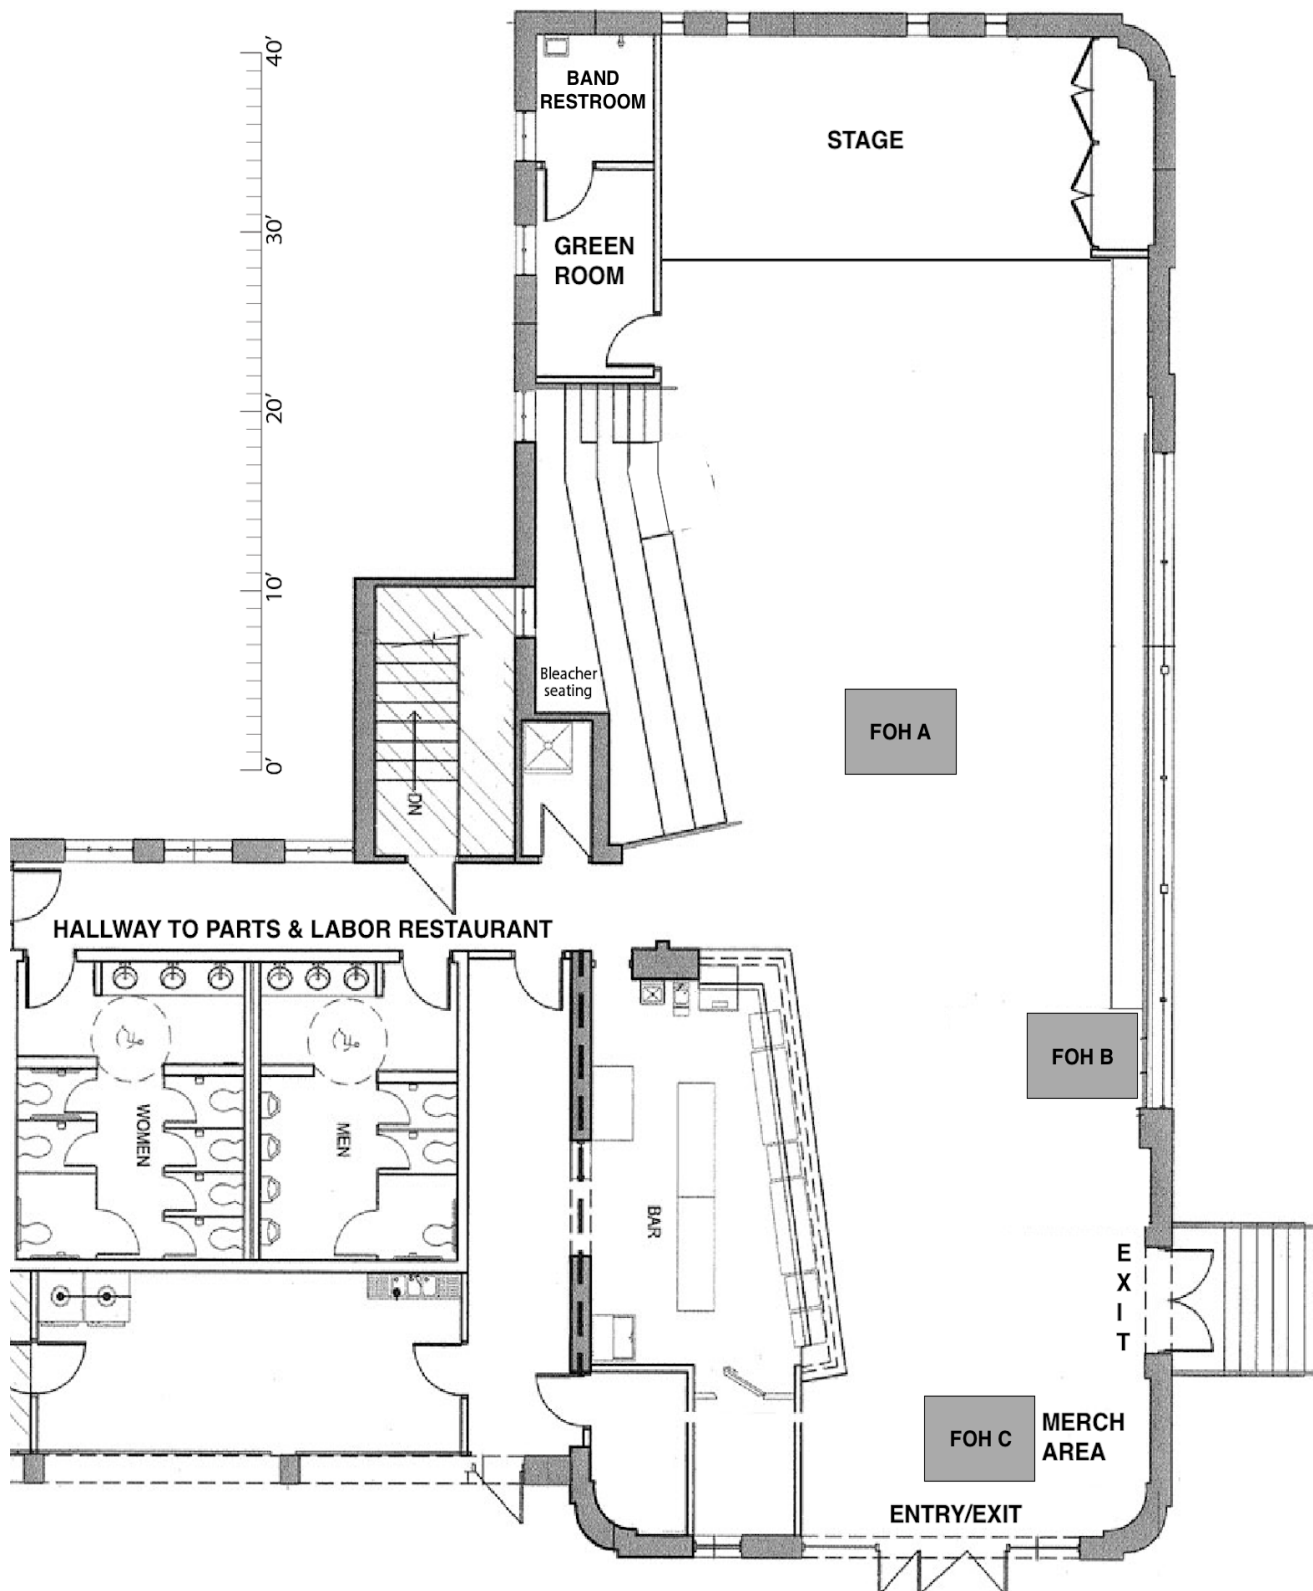 40'
BAND
RESTROOM
STAGE
30'
GREEN
ROOM
20'
10'
Bleacher
seating
FOH A
0'
DN
HALLWAY TO PARTS & LABOR RESTAURANT
FOH B
WOMEN
MEN
BAR
E
X
I
T
FOH C
MERCH
AREA
ENTRY/EXIT